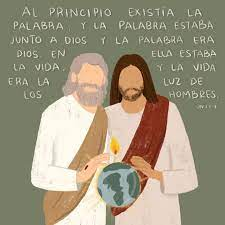 AL PRINCIPIO EXISTÍA LA
PALABRA, Y LA PALABRA ESTABA
JUNTO A DIOS Y LA PALABRA ERA
DIOS. EN ELLA ESTABA
LA VIDA, Y LA VIDA
ERA LA LUZ DE
LOS HOMBRES.